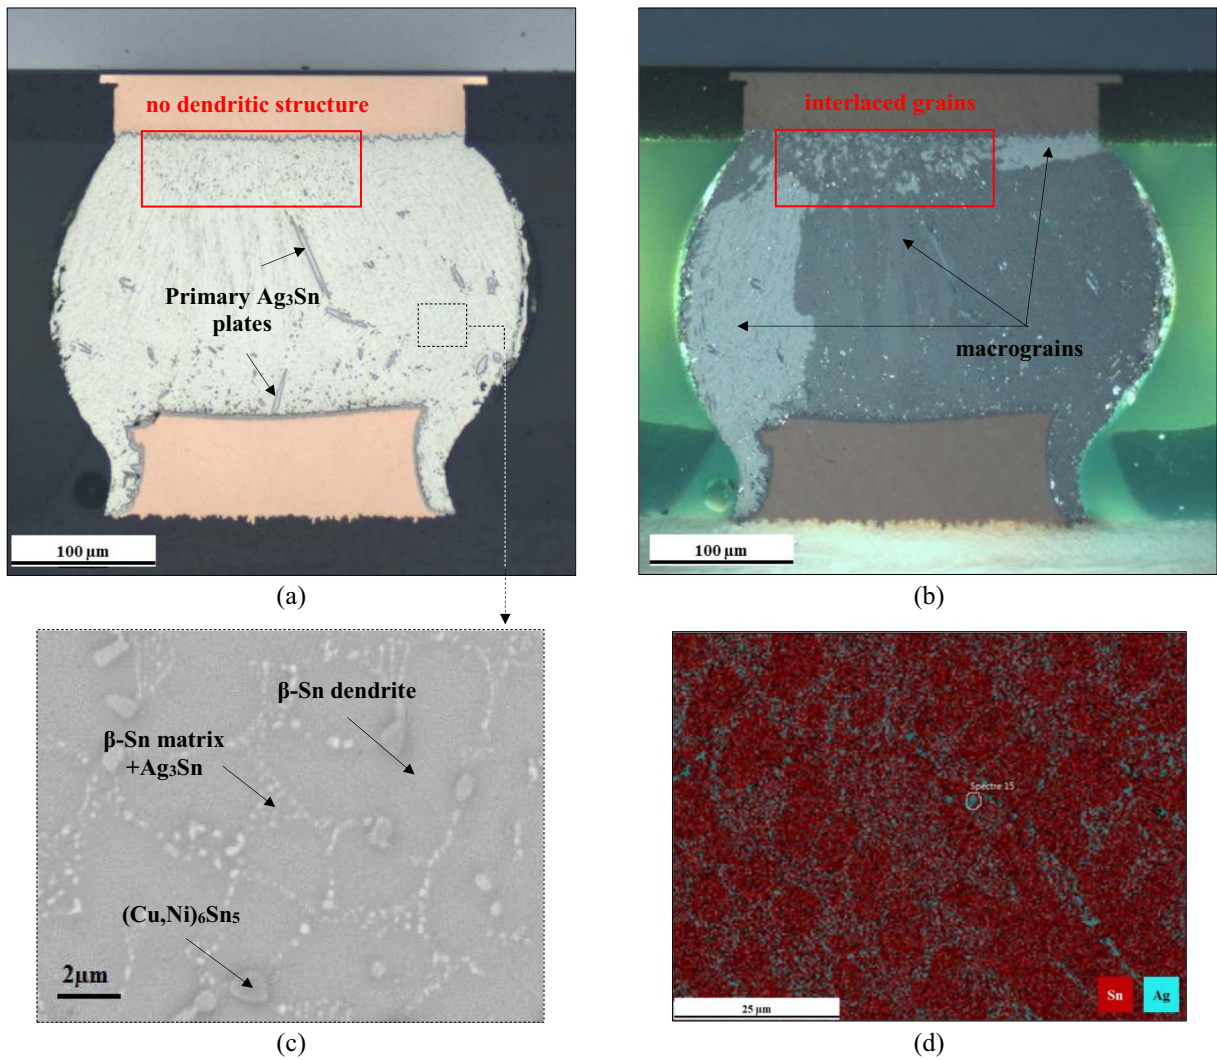 no dendritic structure
Primary Ag₃Sn
plates
100 µm
(a)
interlaced grains
macrograins
100 µm
(b)
β-Sn dendrite
β-Sn matrix
+Ag₃Sn
(Cu,Ni)₆Sn₅
2µm
(c)
Spectre 15
Sn
Ag
25 µm
(d)